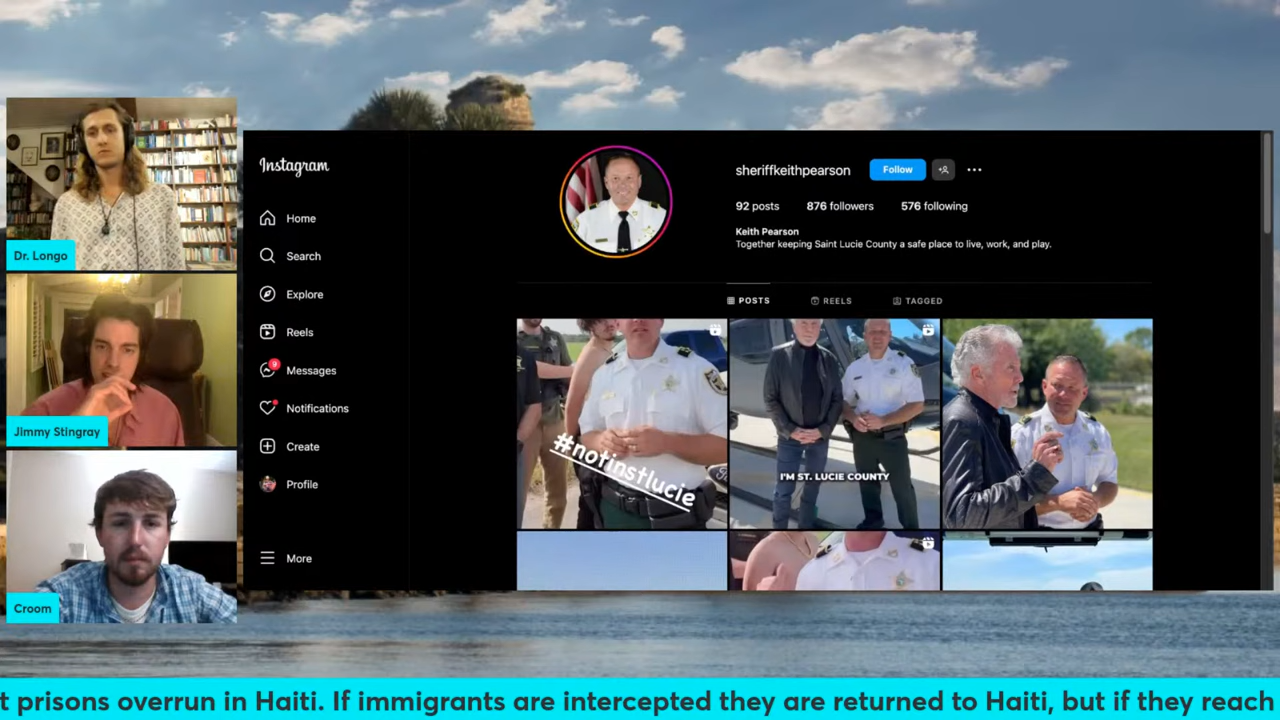 Dr. Longo
Jimmy Stingray
Croom
Instagram
Home
Search
Explore
Reels
9
Messages
Notifications
Create
Profile
More
sheriffkeithpearson
Follow
92 posts 876 followers 576 following
Keith Pearson
Together keeping Saint Lucie County a safe place to live, work, and play.
POSTS REELS TAGGED
#notinstlucie
I'M ST. LUCIE COUNTY
t prisons overrun in Haiti. If immigrants are intercepted they are returned to Haiti, but if they reach